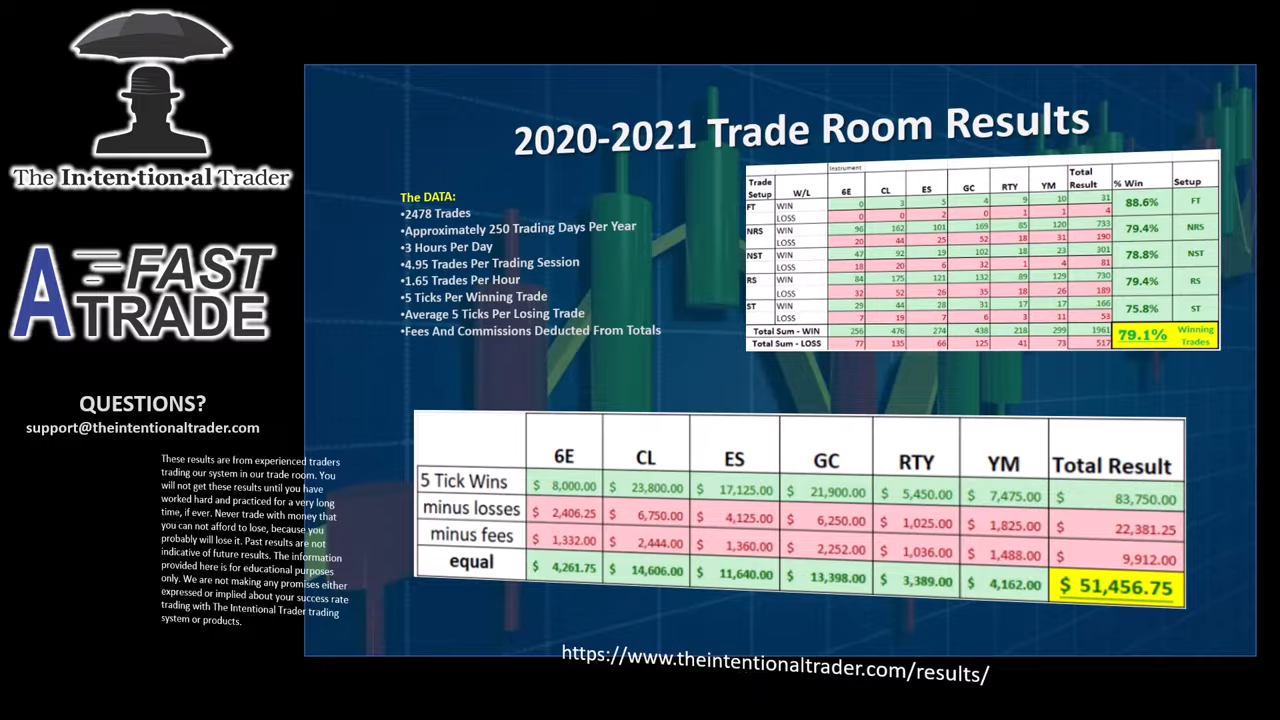 The In·ten·tion·al Trader
A FAST
TRADE
QUESTIONS?
support@theintentionaltrader.com
These results are from experienced traders
trading our system in our trade room. You
will not get these results until you have
worked hard and practiced for a very long
time, if ever. Never trade with money that
you can not afford to lose, because you
probably will lose it. Past results are not
indicative of future results. The information
provided here is for educational purposes
only. We are not making any promises either
expressed or implied about your success rate
trading with The Intentional Trader trading
system or products.
2020-2021 Trade Room Results
The DATA:
•2478 Trades
•Approximately 250 Trading Days Per Year
•3 Hours Per Day
•4.95 Trades Per Trading Session
•1.65 Trades Per Hour
•5 Ticks Per Winning Trade
•Average 5 Ticks Per Losing Trade
•Fees And Commissions Deducted From Totals
Instrument
Trade Setup W/L 6E CL ES GC RTY YM Total Result % Win Setup
FT WIN 0 3 5 4 9 10 31 88.6% FT
LOSS 0 0 2 0 1 1 4
NRS WIN 96 162 101 169 85 120 733 79.4% NRS
LOSS 20 44 25 52 18 31 190
NST WIN 47 92 19 102 18 23 301 78.8% NST
LOSS 18 20 6 32 1 4 81
RS WIN 84 175 121 132 89 129 730 79.4% RS
LOSS 32 52 26 35 18 26 189
ST WIN 29 44 28 31 17 17 166 75.8% ST
LOSS 7 19 7 6 3 11 53
Total Sum - WIN 256 476 274 438 218 299 1961 79.1% Winning Trades
Total Sum - LOSS 77 135 66 125 41 73 517
6E CL ES GC RTY YM Total Result
5 Tick Wins $ 8,000.00 $ 23,800.00 $ 17,125.00 $ 21,900.00 $ 5,450.00 $ 7,475.00 $ 83,750.00
minus losses $ 2,406.25 $ 6,750.00 $ 4,125.00 $ 6,250.00 $ 1,025.00 $ 1,825.00 $ 22,381.25
minus fees $ 1,332.00 $ 2,444.00 $ 1,360.00 $ 2,252.00 $ 1,036.00 $ 1,488.00 $ 9,912.00
equal $ 4,261.75 $ 14,606.00 $ 11,640.00 $ 13,398.00 $ 3,389.00 $ 4,162.00 $ 51,456.75
https://www.theintentionaltrader.com/results/